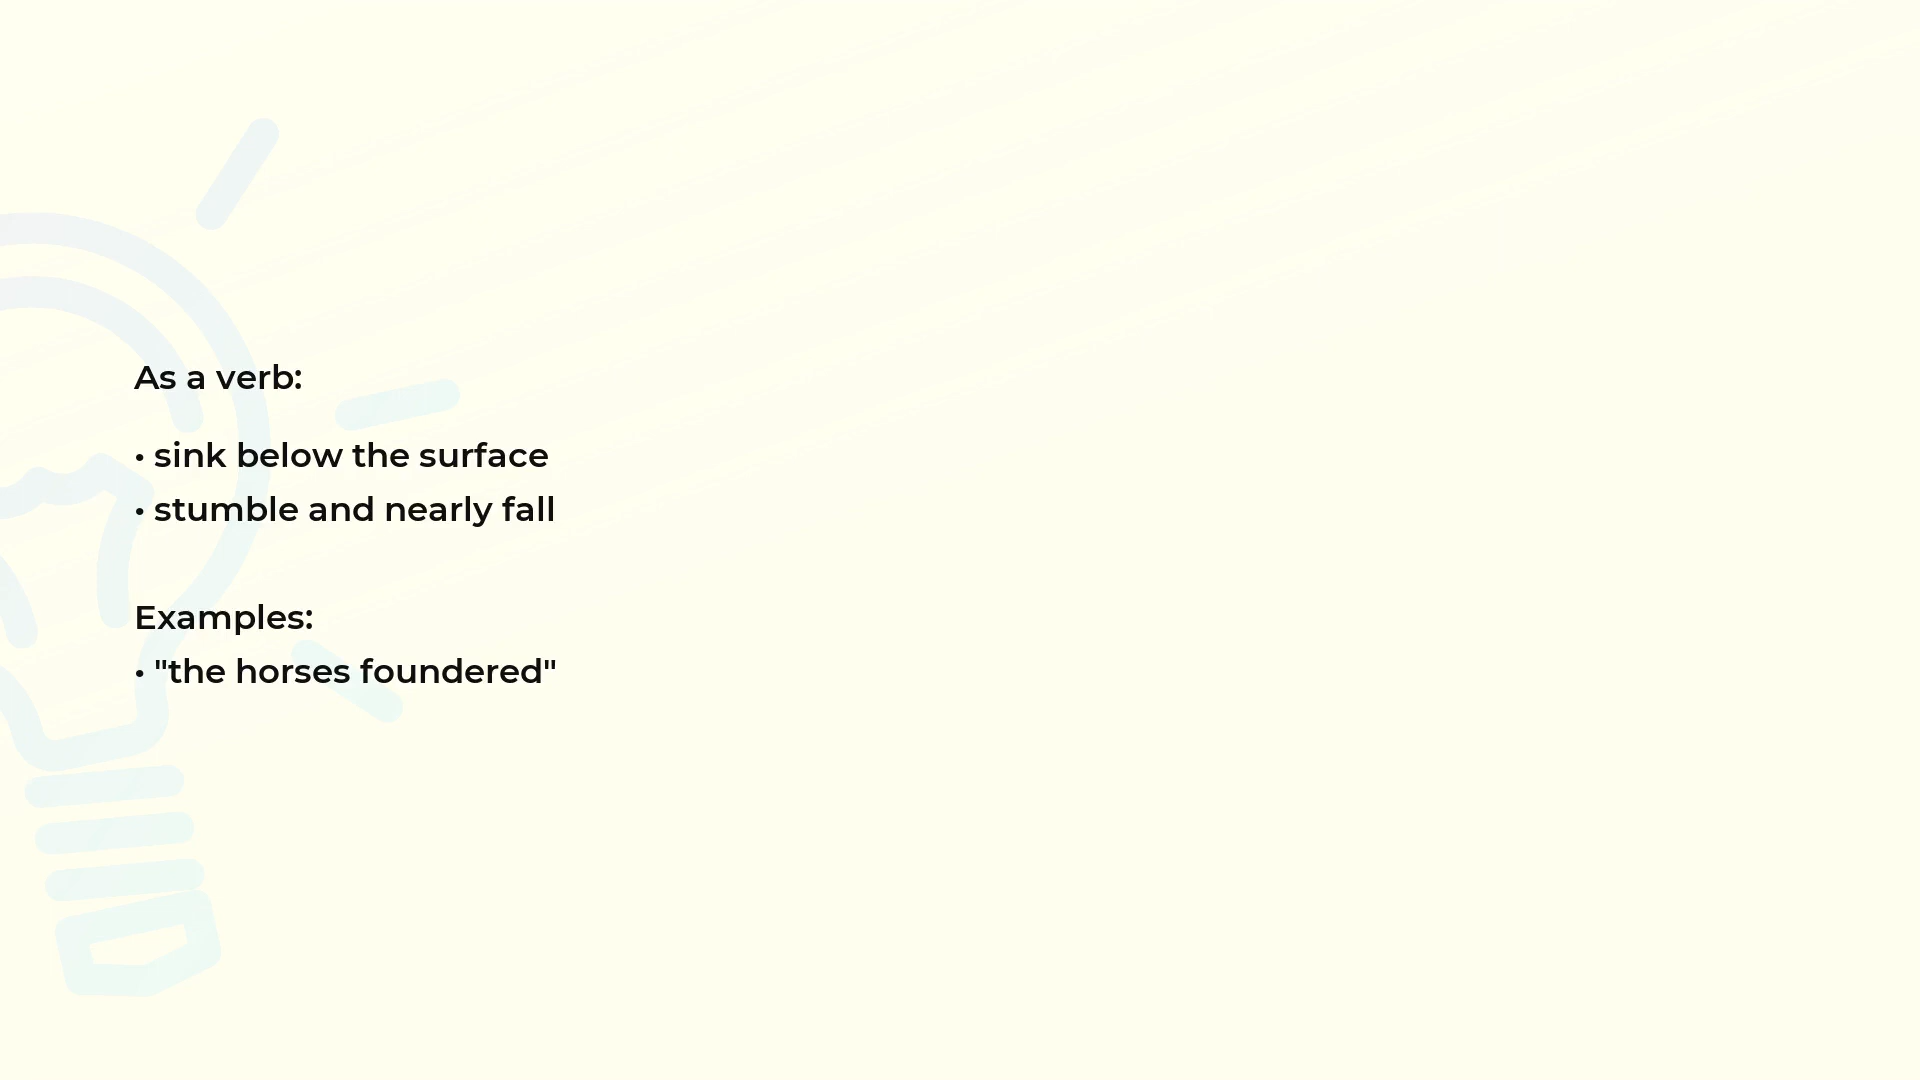 As a verb:
• sink below the surface
• stumble and nearly fall
Examples:
• "the horses foundered"